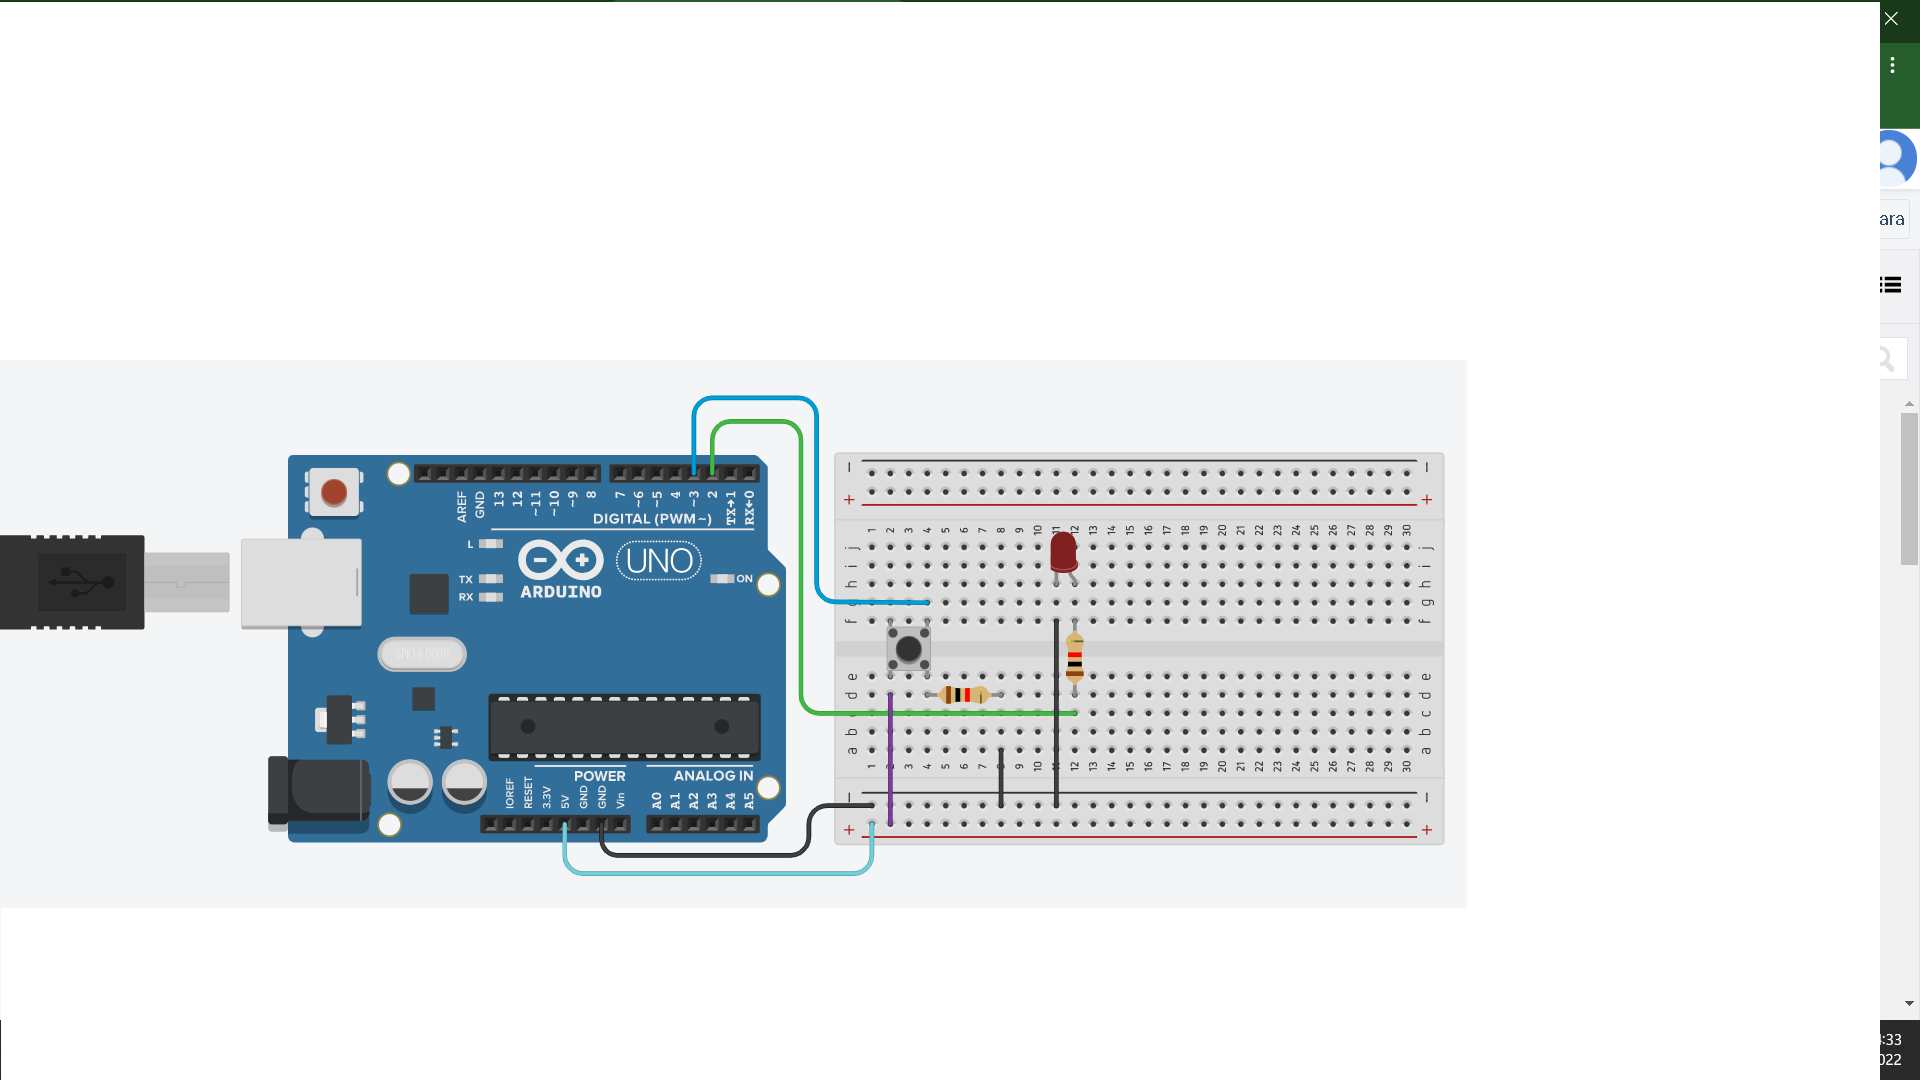 ara
AREF
GND
13
12
~11
~10
~9
8
7
~6
~5
4
~3
2
TX→1
RX←0
DIGITAL (PWM~)
L
TX
RX
ON
UNO
ARDUINO
SPK16.000G
POWER
ANALOG IN
IOREF
RESET
3.3V
5V
GND
GND
Vin
A0
A1
A2
A3
A4
A5
+ +
1 2 3 4 5 6 7 8 9 10 11 12 13 14 15 16 17 18 19 20 21 22 23 24 25 26 27 28 29 30
j j
i i
h h
g g
f f
e e
d d
c c
b b
a a
1 2 3 4 5 6 7 8 9 10 11 12 13 14 15 16 17 18 19 20 21 22 23 24 25 26 27 28 29 30
+ +
:33
022